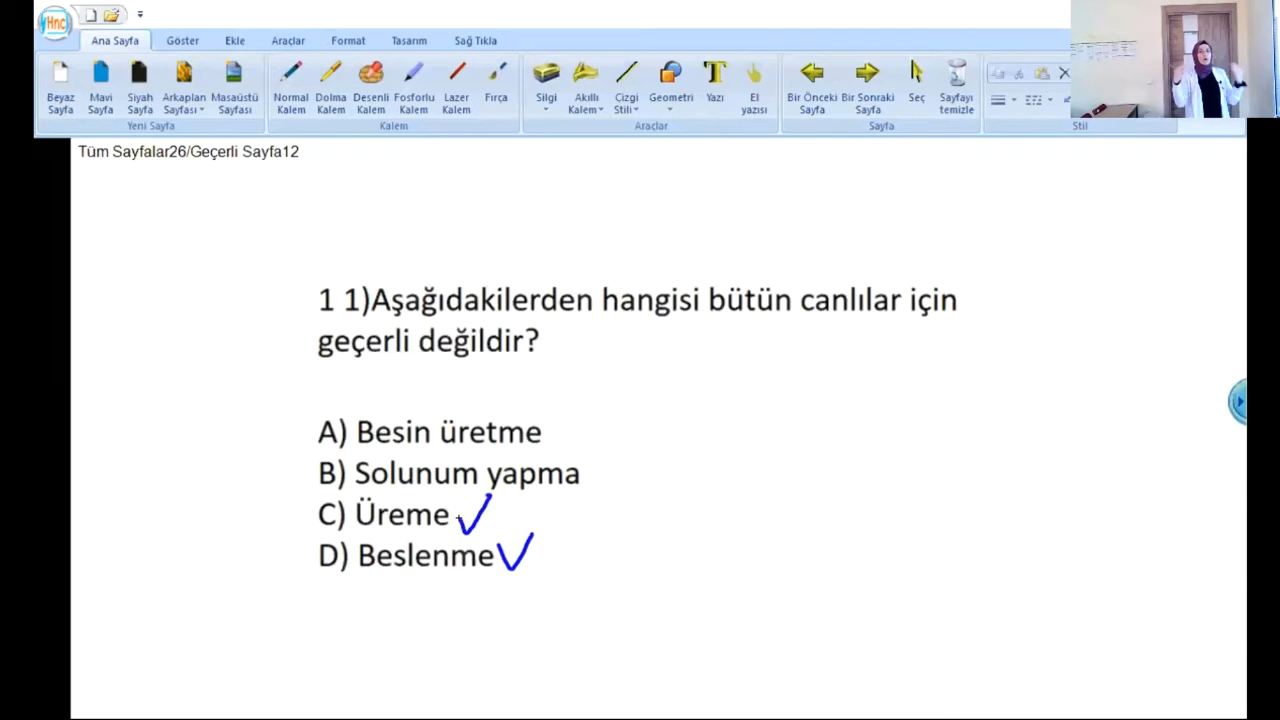 Hnc
Ana Sayfa Göster Ekle Araçlar Format Tasarım Sağ Tıkla
Beyaz Sayfa
Mavi Sayfa
Siyah Sayfa
Arkaplan Sayfası
Masaüstü Sayfası
Yeni Sayfa
Normal Kalem
Dolma Kalem
Desenli Kalem
Fosforlu Kalem
Lazer Kalem
Fırça
Kalem
Silgi
Akıllı Kalem
Çizgi Stili
Geometri
Yazı
El yazısı
Araçlar
Bir Önceki Sayfa
Bir Sonraki Sayfa
Seç
Sayfayı temizle
Sayfa
Stil
Tüm Sayfalar26/Geçerli Sayfa12
1 1)Aşağıdakilerden hangisi bütün canlılar için
geçerli değildir?
A) Besin üretme
B) Solunum yapma
C) Üreme
D) Beslenme